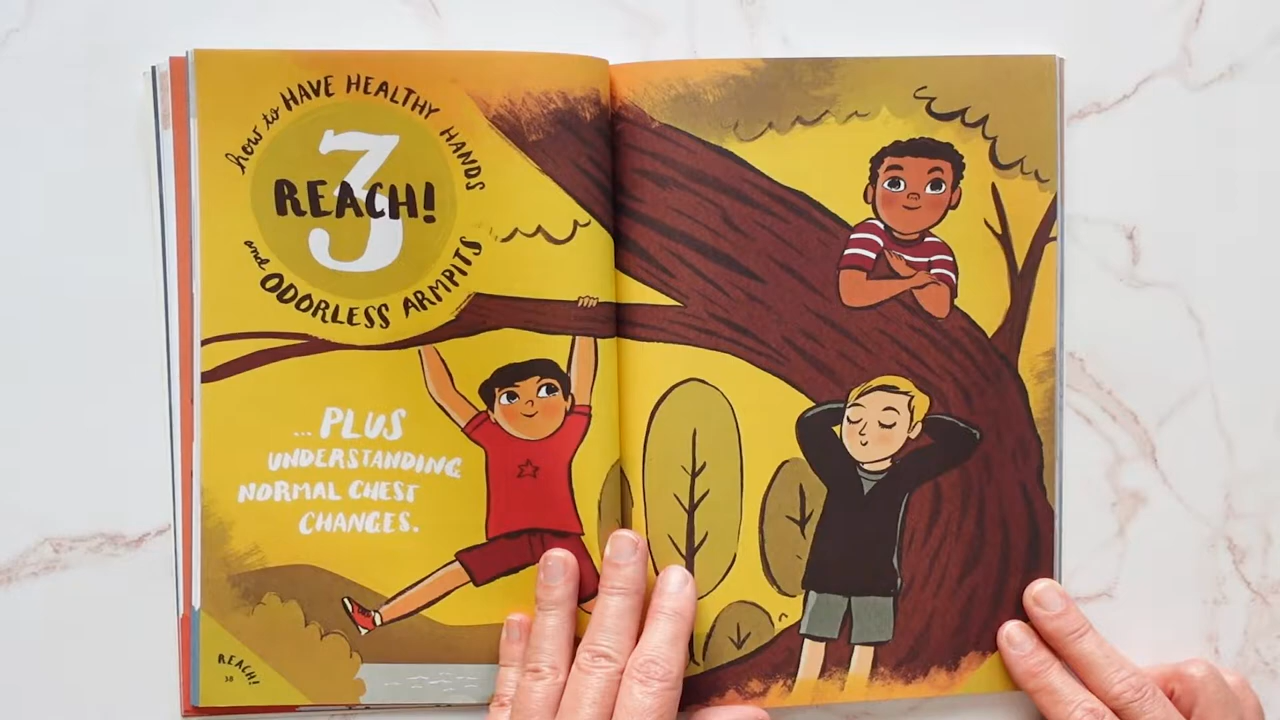 how to HAVE HEALTHY HANDS
3
REACH!
and ODORLESS ARMPITS
... PLUS
UNDERSTANDING
NORMAL CHEST
CHANGES.
REACH!
38